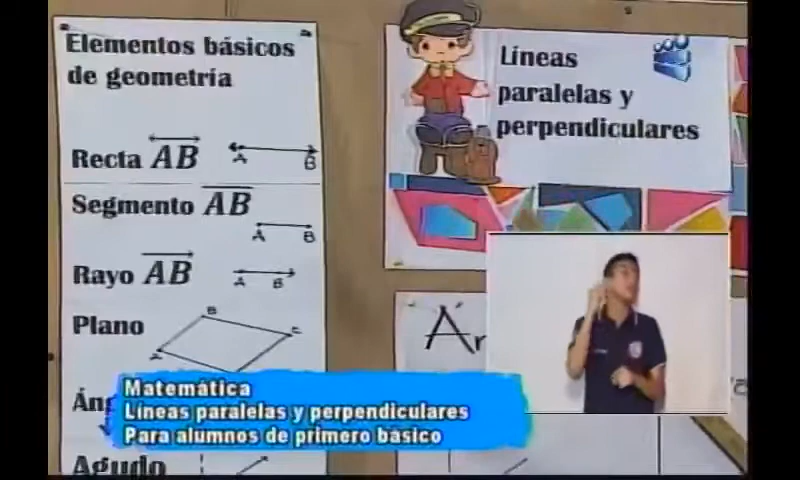 Elementos básicos
de geometría
Recta AB
A B
Segmento AB
A B
Rayo AB
A B
Plano
A B C
Agudo
Líneas
paralelas y
perpendiculares
Matemática
Líneas paralelas y perpendiculares
Para alumnos de primero básico